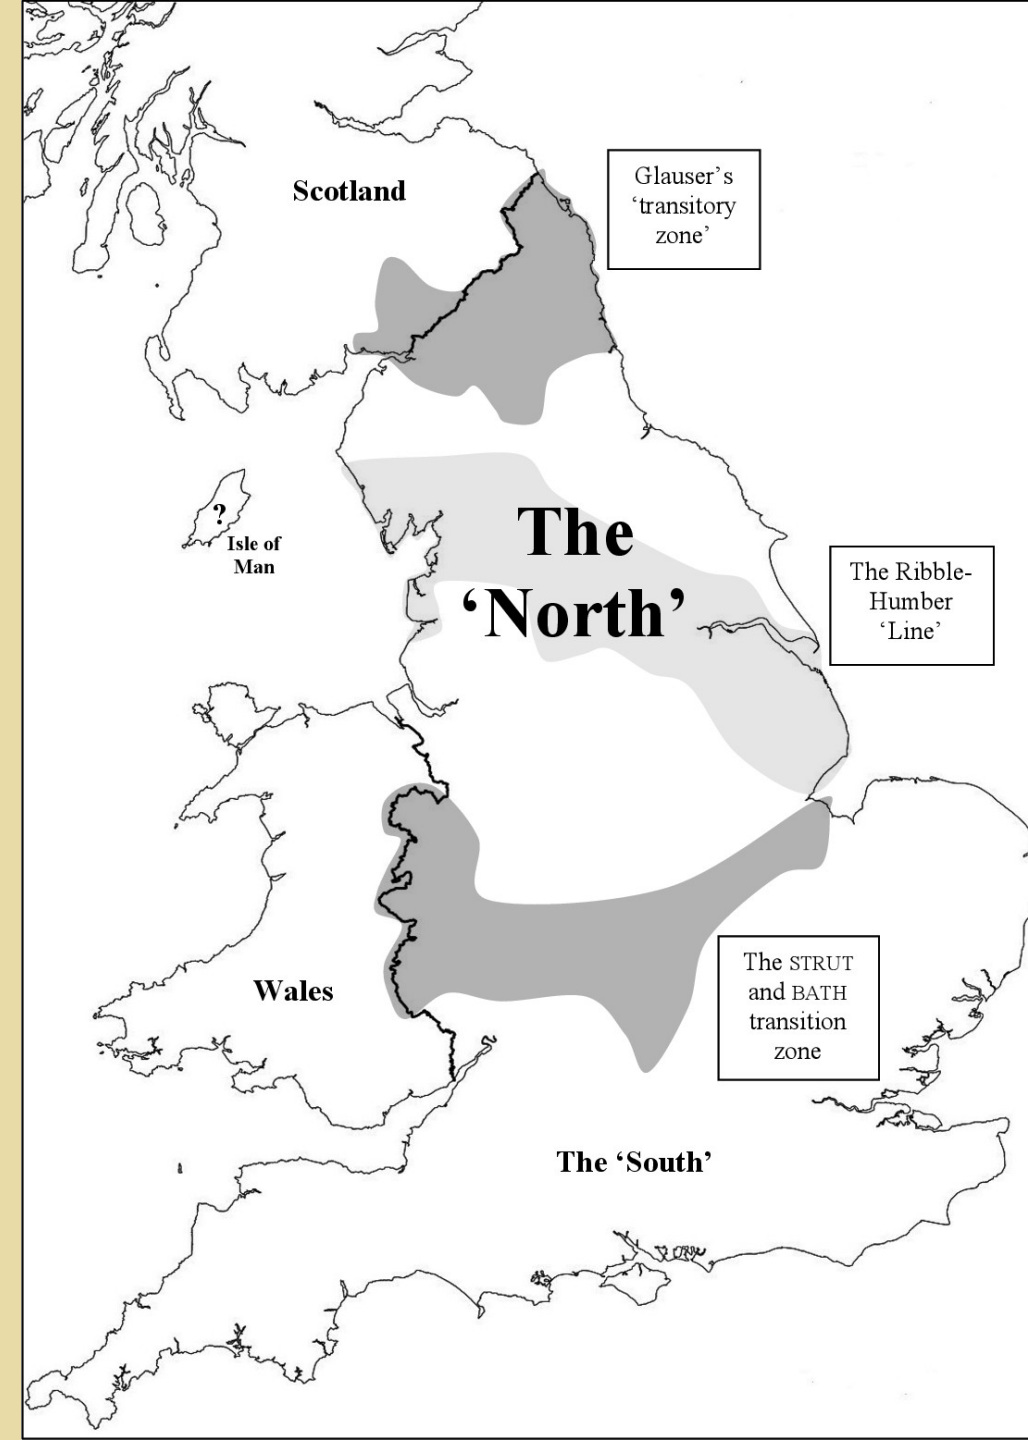 Scotland
Glauser’s
‘transitory
zone’
The
‘North’
?
Isle of
Man
The Ribble-
Humber
‘Line’
The STRUT
and BATH
transition
zone
Wales
The ‘South’